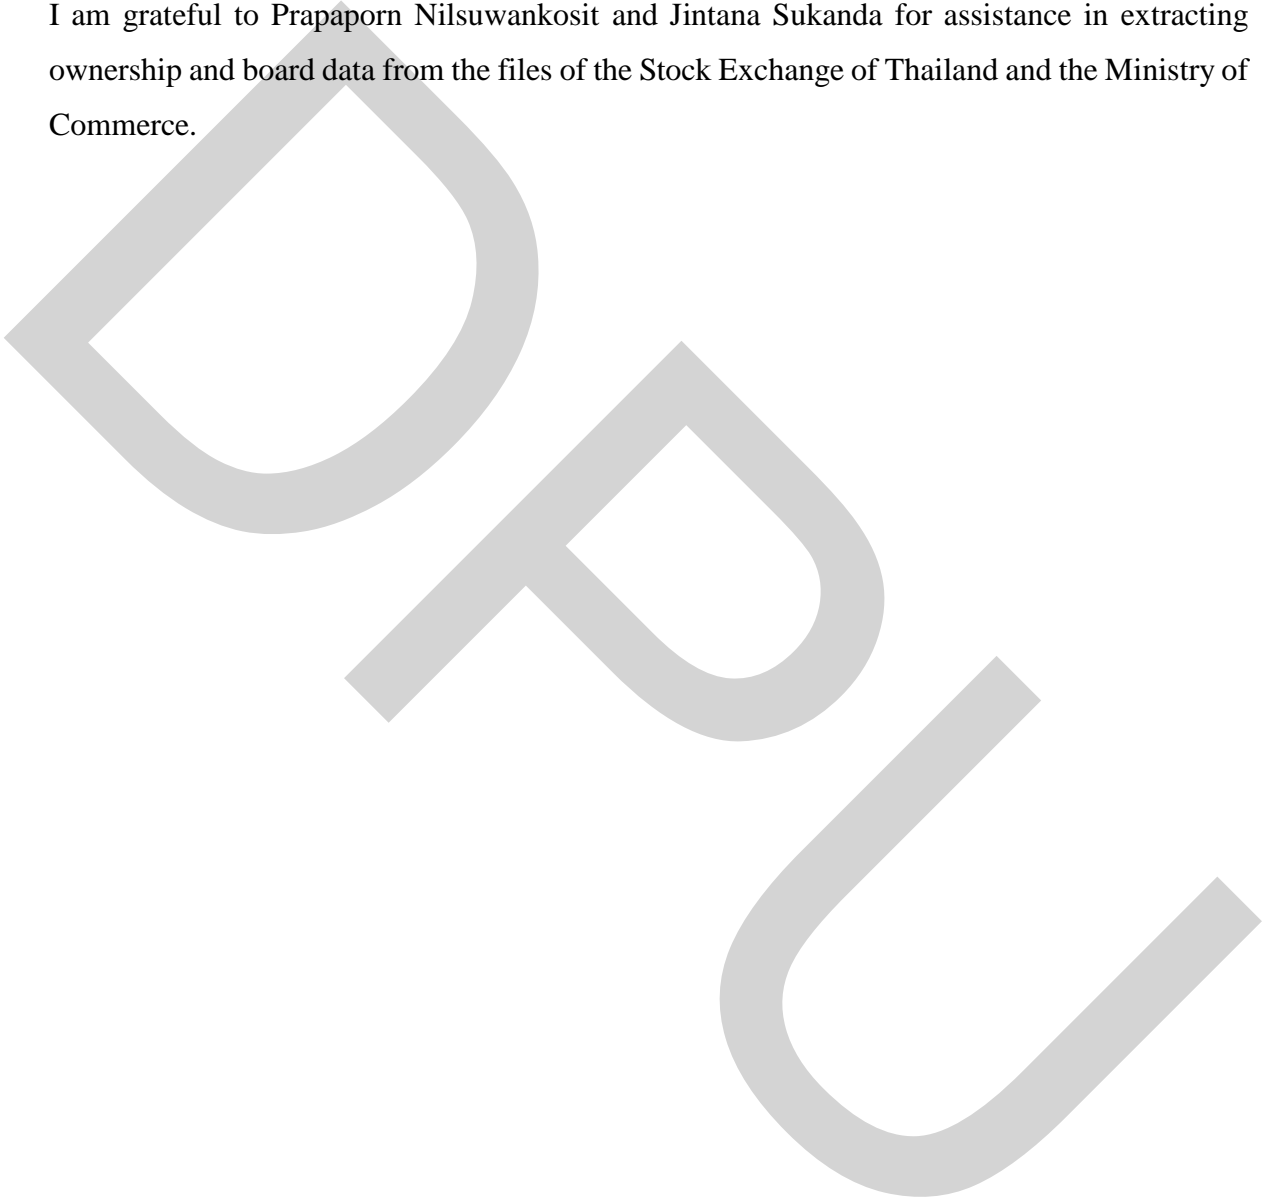 I am grateful to Prapaporn Nilsuwankosit and Jintana Sukanda for assistance in extracting
ownership and board data from the files of the Stock Exchange of Thailand and the Ministry of
Commerce.
DPU